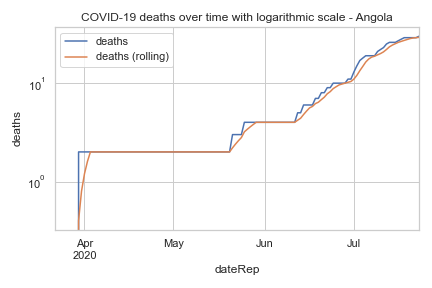 COVID-19 deaths over time with logarithmic scale - Angola
deaths
deaths (rolling)
10¹
10⁰
deaths
Apr
2020
May
Jun
Jul
dateRep